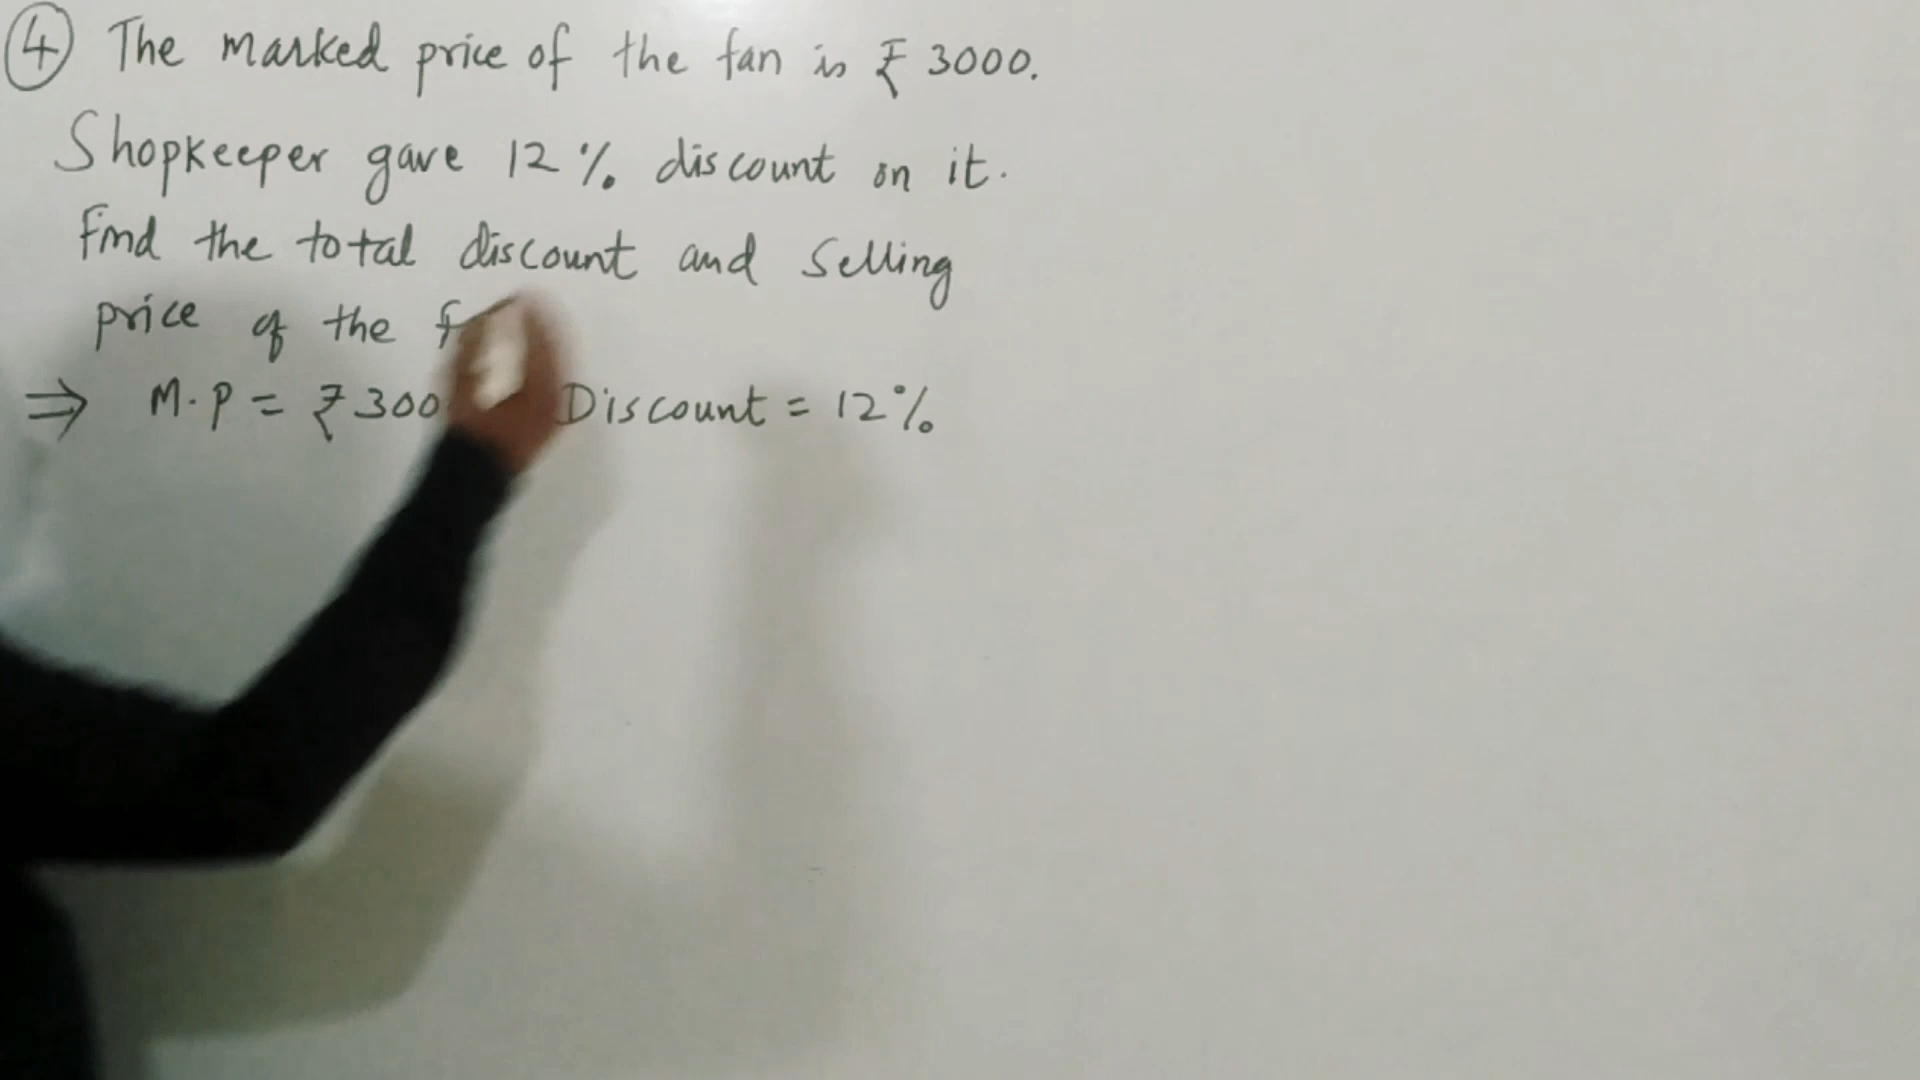 ④ The marked price of the fan is ₹ 3000.
Shopkeeper gave 12% discount on it.
Find the total discount and selling
price of the
⇒ M.P = ₹ 300 Discount = 12%